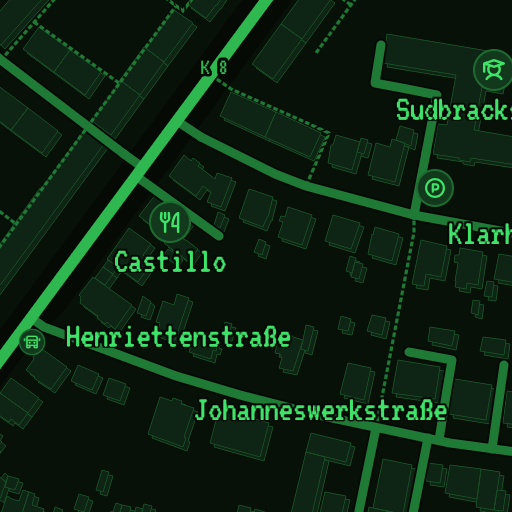 K 8
Sudbracks
Klarh
Castillo
Henriettenstraße
Johanneswerkstraße